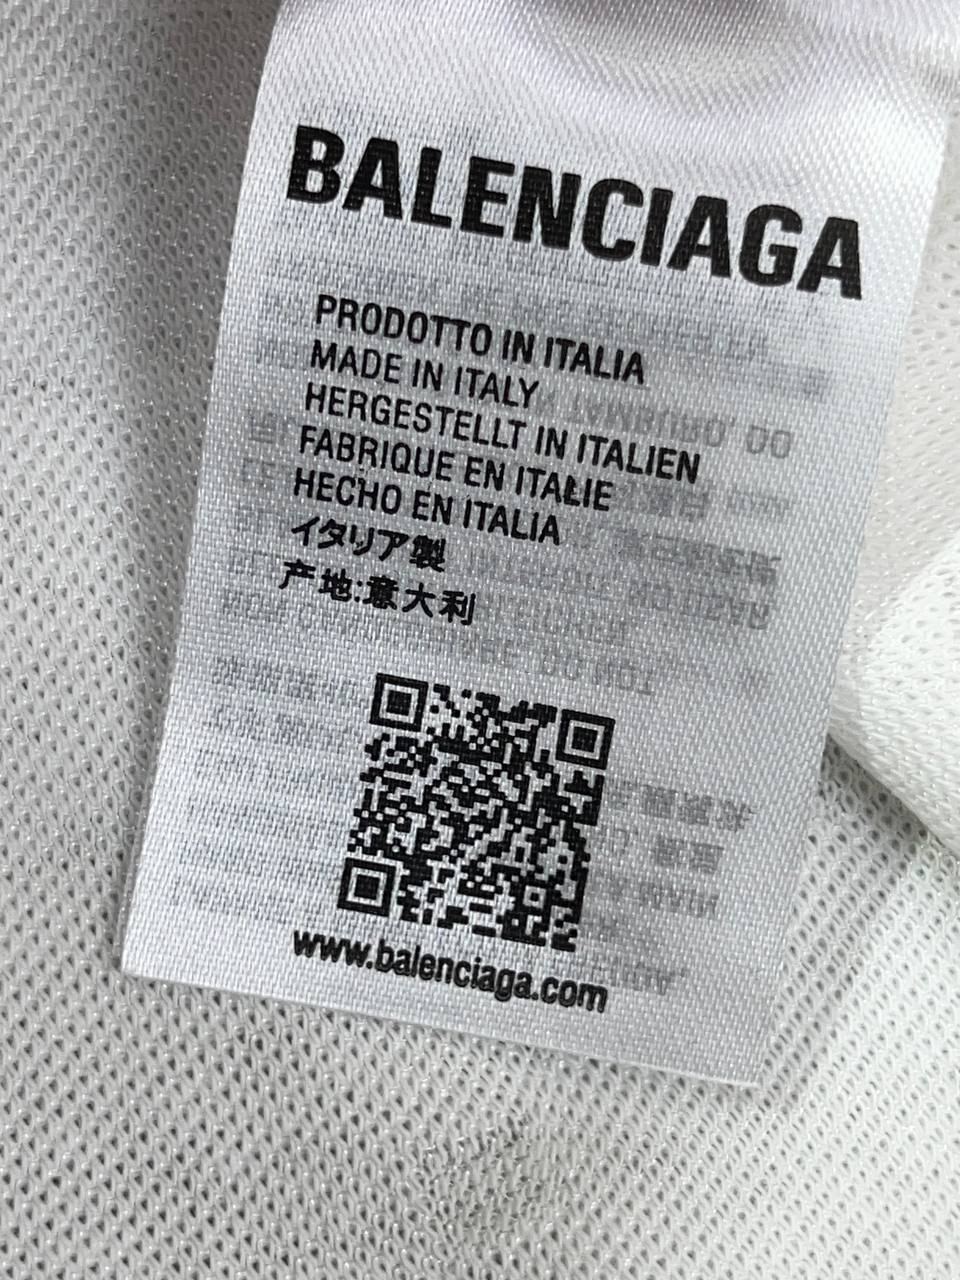 BALENCIAGA
PRODOTTO IN ITALIA
MADE IN ITALY
HERGESTELLT IN ITALIEN
FABRIQUE EN ITALIE
HECHO EN ITALIA
イタリア製
产地:意大利
www.balenciaga.com